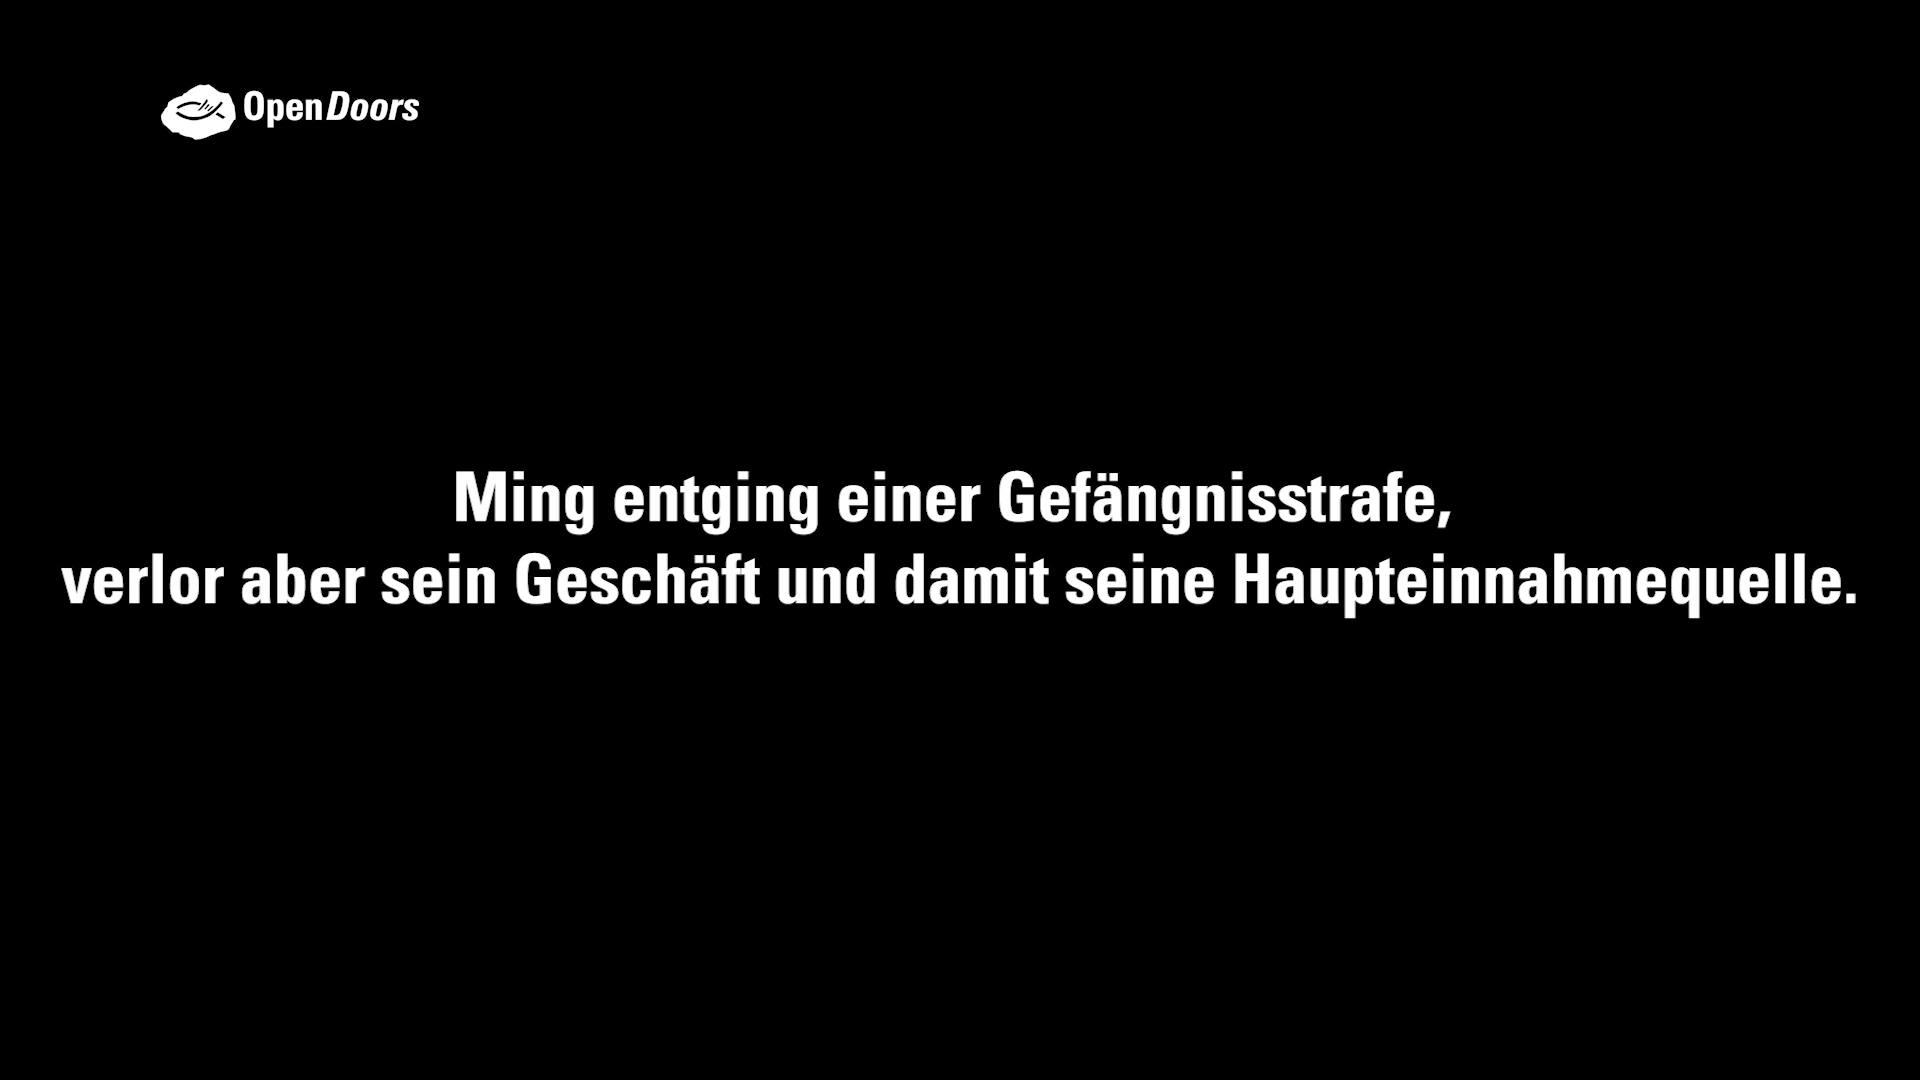 OpenDoors
Ming entging einer Gefängnisstrafe,
verlor aber sein Geschäft und damit seine Haupteinnahmequelle.